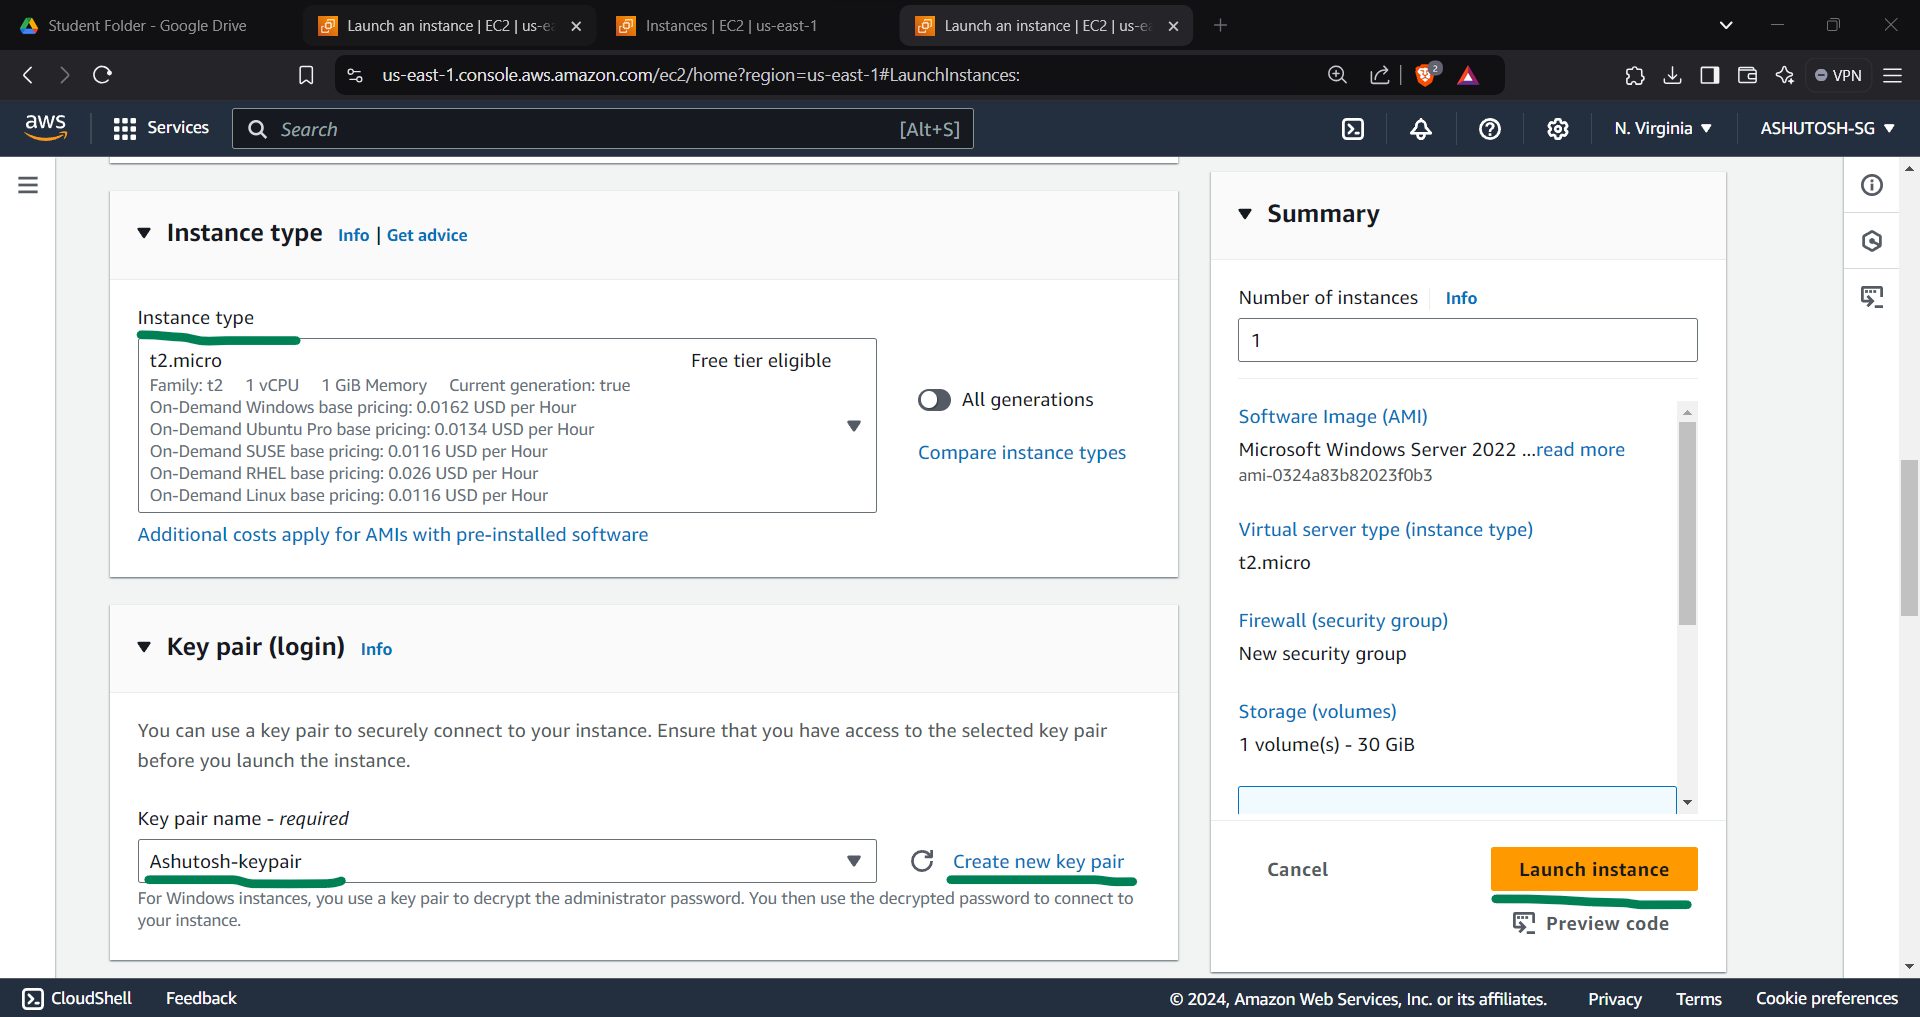 Student Folder - Google Drive
Launch an instance | EC2 | us-ea
Instances | EC2 | us-east-1
Launch an instance | EC2 | us-ea
us-east-1.console.aws.amazon.com/ec2/home?region=us-east-1#LaunchInstances:
2
VPN
aws
Services
Search
[Alt+S]
N. Virginia
ASHUTOSH-SG
Instance type
Info | Get advice
Instance type
t2.micro
Free tier eligible
Family: t2 1 vCPU 1 GiB Memory Current generation: true
On-Demand Windows base pricing: 0.0162 USD per Hour
On-Demand Ubuntu Pro base pricing: 0.0134 USD per Hour
On-Demand SUSE base pricing: 0.0116 USD per Hour
On-Demand RHEL base pricing: 0.026 USD per Hour
On-Demand Linux base pricing: 0.0116 USD per Hour
All generations
Compare instance types
Additional costs apply for AMIs with pre-installed software
Key pair (login) Info
You can use a key pair to securely connect to your instance. Ensure that you have access to the selected key pair
before you launch the instance.
Key pair name - required
Ashutosh-keypair
Create new key pair
For Windows instances, you use a key pair to decrypt the administrator password. You then use the decrypted password to connect to
your instance.
Summary
Number of instances
Info
1
Software Image (AMI)
Microsoft Windows Server 2022 ...read more
ami-0324a83b82023f0b3
Virtual server type (instance type)
t2.micro
Firewall (security group)
New security group
Storage (volumes)
1 volume(s) - 30 GiB
Cancel
Launch instance
Preview code
CloudShell
Feedback
© 2024, Amazon Web Services, Inc. or its affiliates.
Privacy
Terms
Cookie preferences